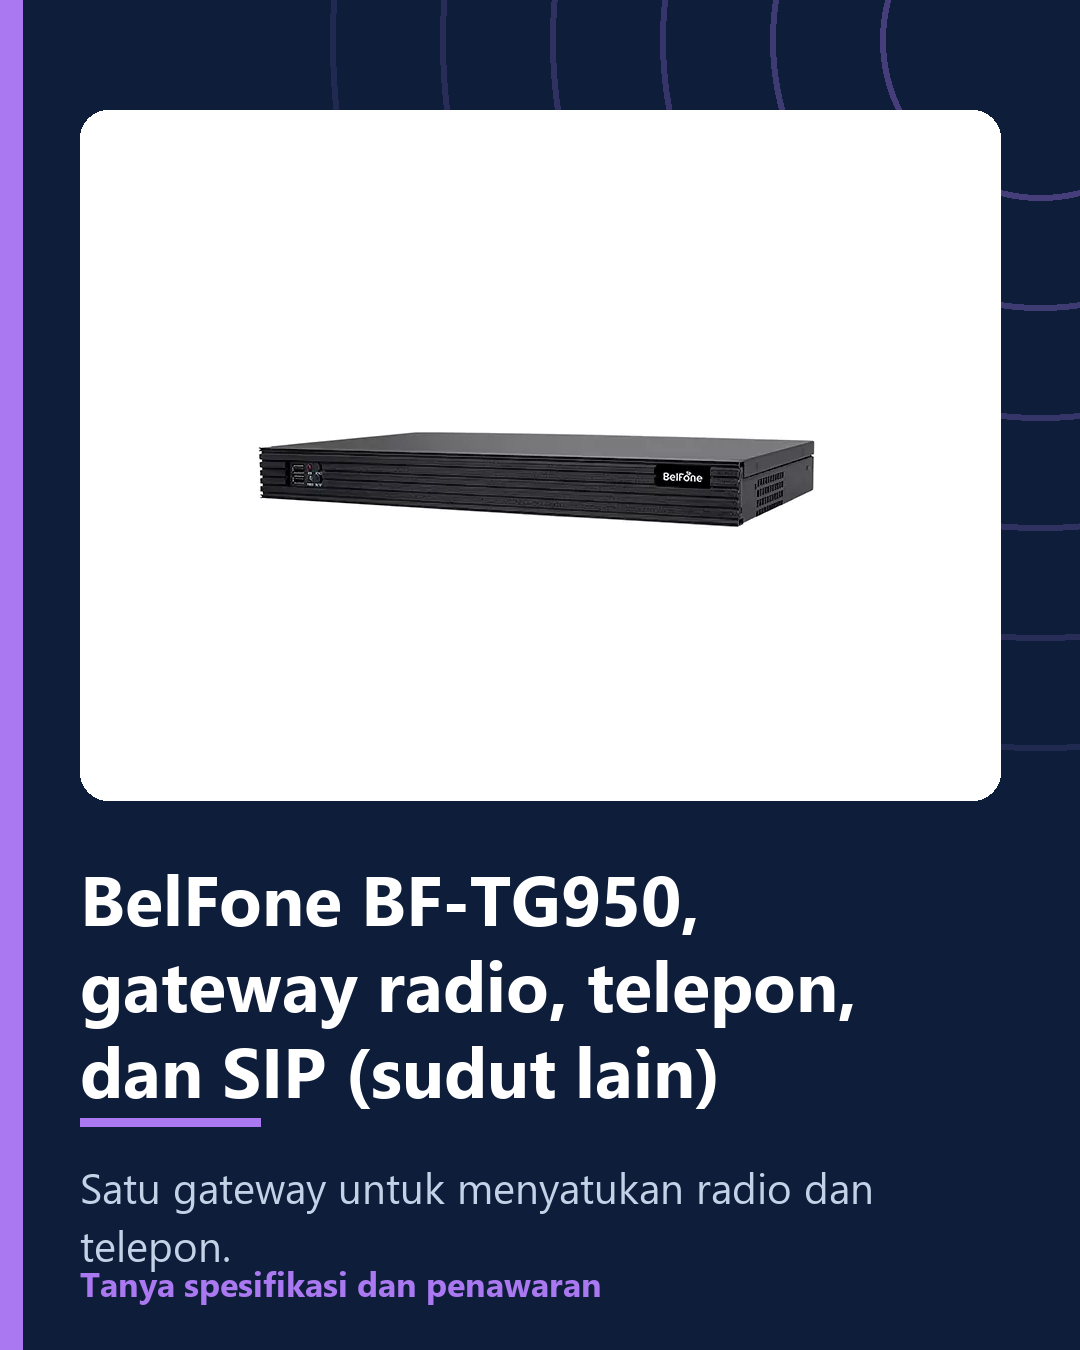 BelFone
BelFone BF-TG950,
gateway radio, telepon,
dan SIP (sudut lain)
Satu gateway untuk menyatukan radio dan
telepon.
Tanya spesifikasi dan penawaran